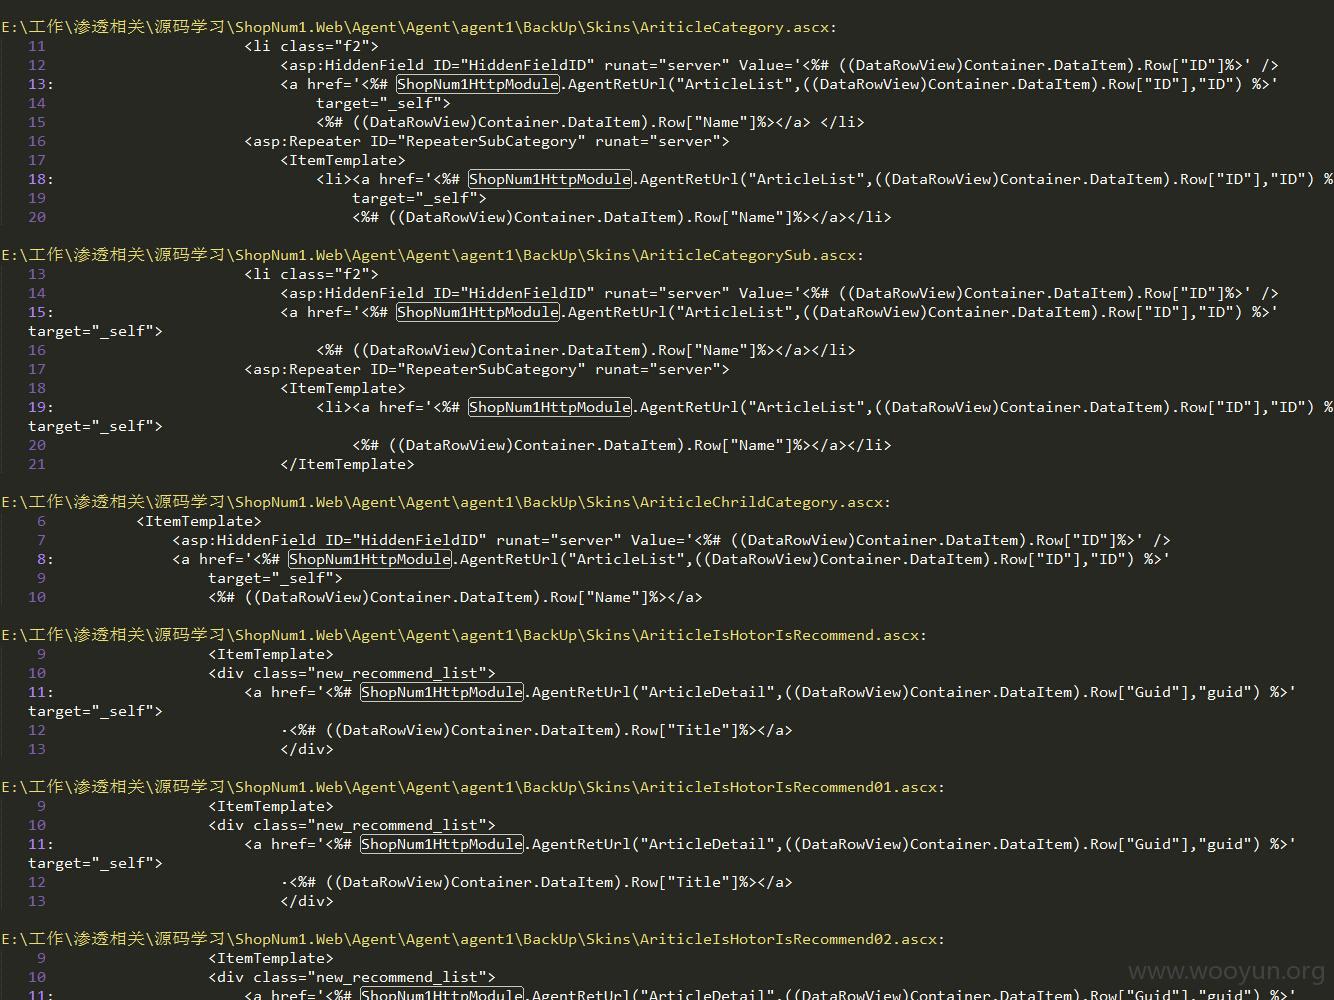 E:\工作\渗透相关\源码学习\ShopNum1.Web\Agent\Agent\agent1\BackUp\Skins\AriticleCategory.ascx:
11 <li class="f2">
12 <asp:HiddenField ID="HiddenFieldID" runat="server" Value='<%# ((DataRowView)Container.DataItem).Row["ID"]%>' />
13: <a href='<%# ShopNum1HttpModule.AgentRetUrl("ArticleList",((DataRowView)Container.DataItem).Row["ID"],"ID") %>'
14 target="_self">
15 <%# ((DataRowView)Container.DataItem).Row["Name"]%></a> </li>
16 <asp:Repeater ID="RepeaterSubCategory" runat="server">
17 <ItemTemplate>
18: <li><a href='<%# ShopNum1HttpModule.AgentRetUrl("ArticleList",((DataRowView)Container.DataItem).Row["ID"],"ID") %
19 target="_self">
20 <%# ((DataRowView)Container.DataItem).Row["Name"]%></a></li>
E:\工作\渗透相关\源码学习\ShopNum1.Web\Agent\Agent\agent1\BackUp\Skins\AriticleCategorySub.ascx:
13 <li class="f2">
14 <asp:HiddenField ID="HiddenFieldID" runat="server" Value='<%# ((DataRowView)Container.DataItem).Row["ID"]%>' />
15: <a href='<%# ShopNum1HttpModule.AgentRetUrl("ArticleList",((DataRowView)Container.DataItem).Row["ID"],"ID") %>'
target="_self">
16 <%# ((DataRowView)Container.DataItem).Row["Name"]%></a></li>
17 <asp:Repeater ID="RepeaterSubCategory" runat="server">
18 <ItemTemplate>
19: <li><a href='<%# ShopNum1HttpModule.AgentRetUrl("ArticleList",((DataRowView)Container.DataItem).Row["ID"],"ID") %
target="_self">
20 <%# ((DataRowView)Container.DataItem).Row["Name"]%></a></li>
21 </ItemTemplate>
E:\工作\渗透相关\源码学习\ShopNum1.Web\Agent\Agent\agent1\BackUp\Skins\AriticleChrildCategory.ascx:
6 <ItemTemplate>
7 <asp:HiddenField ID="HiddenFieldID" runat="server" Value='<%# ((DataRowView)Container.DataItem).Row["ID"]%>' />
8: <a href='<%# ShopNum1HttpModule.AgentRetUrl("ArticleList",((DataRowView)Container.DataItem).Row["ID"],"ID") %>'
9 target="_self">
10 <%# ((DataRowView)Container.DataItem).Row["Name"]%></a>
E:\工作\渗透相关\源码学习\ShopNum1.Web\Agent\Agent\agent1\BackUp\Skins\AriticleIsHotorIsRecommend.ascx:
9 <ItemTemplate>
10 <div class="new_recommend_list">
11: <a href='<%# ShopNum1HttpModule.AgentRetUrl("ArticleDetail",((DataRowView)Container.DataItem).Row["Guid"],"guid") %>'
target="_self">
12 ·<%# ((DataRowView)Container.DataItem).Row["Title"]%></a>
13 </div>
E:\工作\渗透相关\源码学习\ShopNum1.Web\Agent\Agent\agent1\BackUp\Skins\AriticleIsHotorIsRecommend01.ascx:
9 <ItemTemplate>
10 <div class="new_recommend_list">
11: <a href='<%# ShopNum1HttpModule.AgentRetUrl("ArticleDetail",((DataRowView)Container.DataItem).Row["Guid"],"guid") %>'
target="_self">
12 ·<%# ((DataRowView)Container.DataItem).Row["Title"]%></a>
13 </div>
E:\工作\渗透相关\源码学习\ShopNum1.Web\Agent\Agent\agent1\BackUp\Skins\AriticleIsHotorIsRecommend02.ascx:
9 <ItemTemplate>
10 <div class="new_recommend_list">
11: <a href='<%# ShopNum1HttpModule.AgentRetUrl("ArticleDetail",((DataRowView)Container.DataItem).Row["Guid"],"guid") %>'
www.wooyun.org